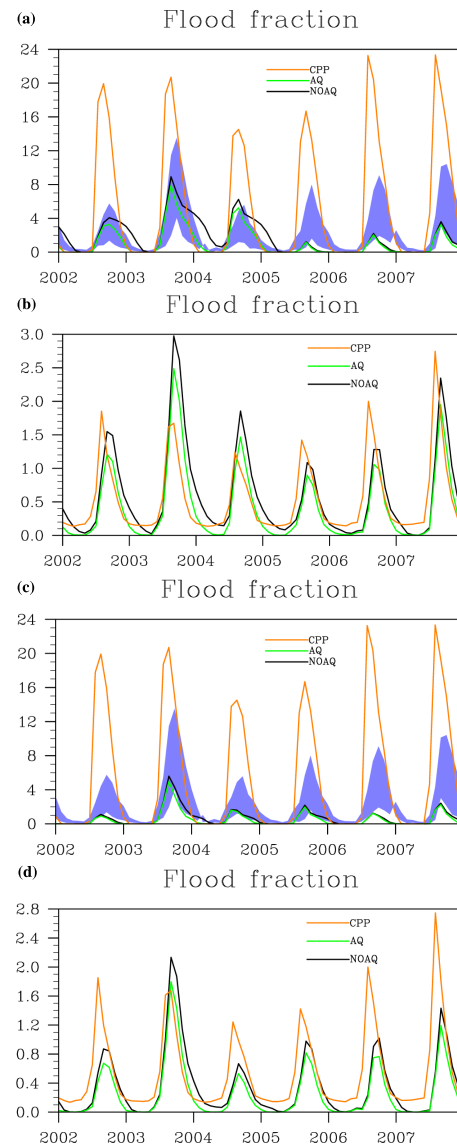 (a) Flood fraction
24
20
16
12
8
4
0
CPP
AQ
NOAQ
2002 2003 2004 2005 2006 2007
(b) Flood fraction
3.0
2.5
2.0
1.5
1.0
0.5
0.0
CPP
AQ
NOAQ
2002 2003 2004 2005 2006 2007
(c) Flood fraction
24
20
16
12
8
4
0
CPP
AQ
NOAQ
2002 2003 2004 2005 2006 2007
(d) Flood fraction
2.8
2.4
2.0
1.6
1.2
0.8
0.4
0.0
CPP
AQ
NOAQ
2002 2003 2004 2005 2006 2007